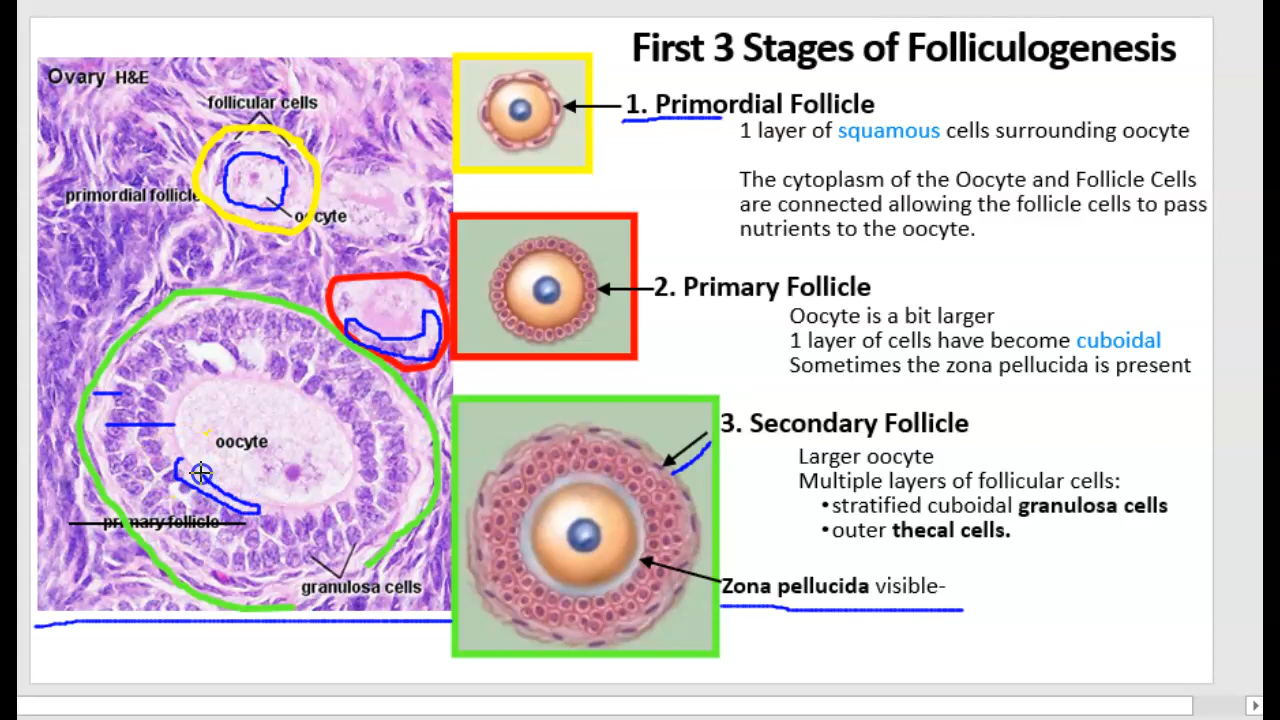 First 3 Stages of Folliculogenesis
Ovary H&E
follicular cells
primordial follicle
oocyte
oocyte
primary follicle
granulosa cells
1. Primordial Follicle
1 layer of squamous cells surrounding oocyte
The cytoplasm of the Oocyte and Follicle Cells
are connected allowing the follicle cells to pass
nutrients to the oocyte.
2. Primary Follicle
Oocyte is a bit larger
1 layer of cells have become cuboidal
Sometimes the zona pellucida is present
3. Secondary Follicle
Larger oocyte
Multiple layers of follicular cells:
•stratified cuboidal granulosa cells
•outer thecal cells.
Zona pellucida visible-